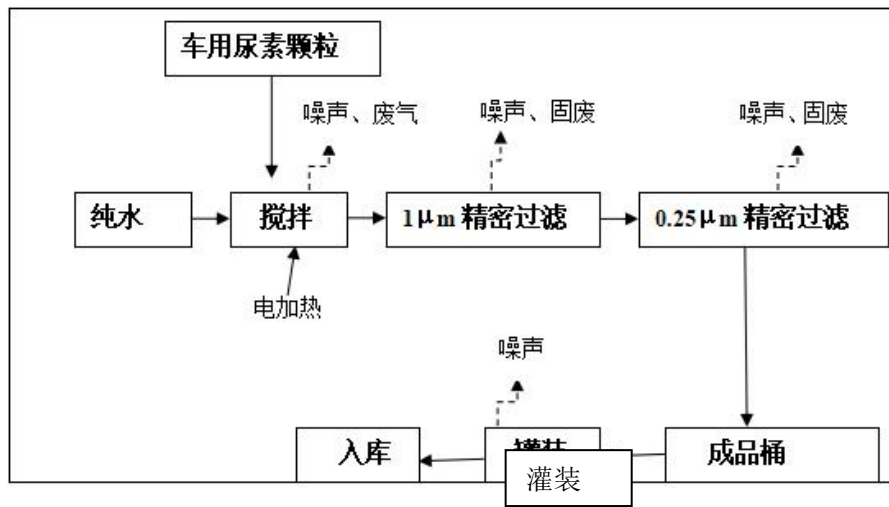 车用尿素颗粒
噪声、废气
噪声、固废
噪声、固废
纯水
搅拌
1μm 精密过滤
0.25μm 精密过滤
电加热
噪声
入库
灌装
成品桶
灌装